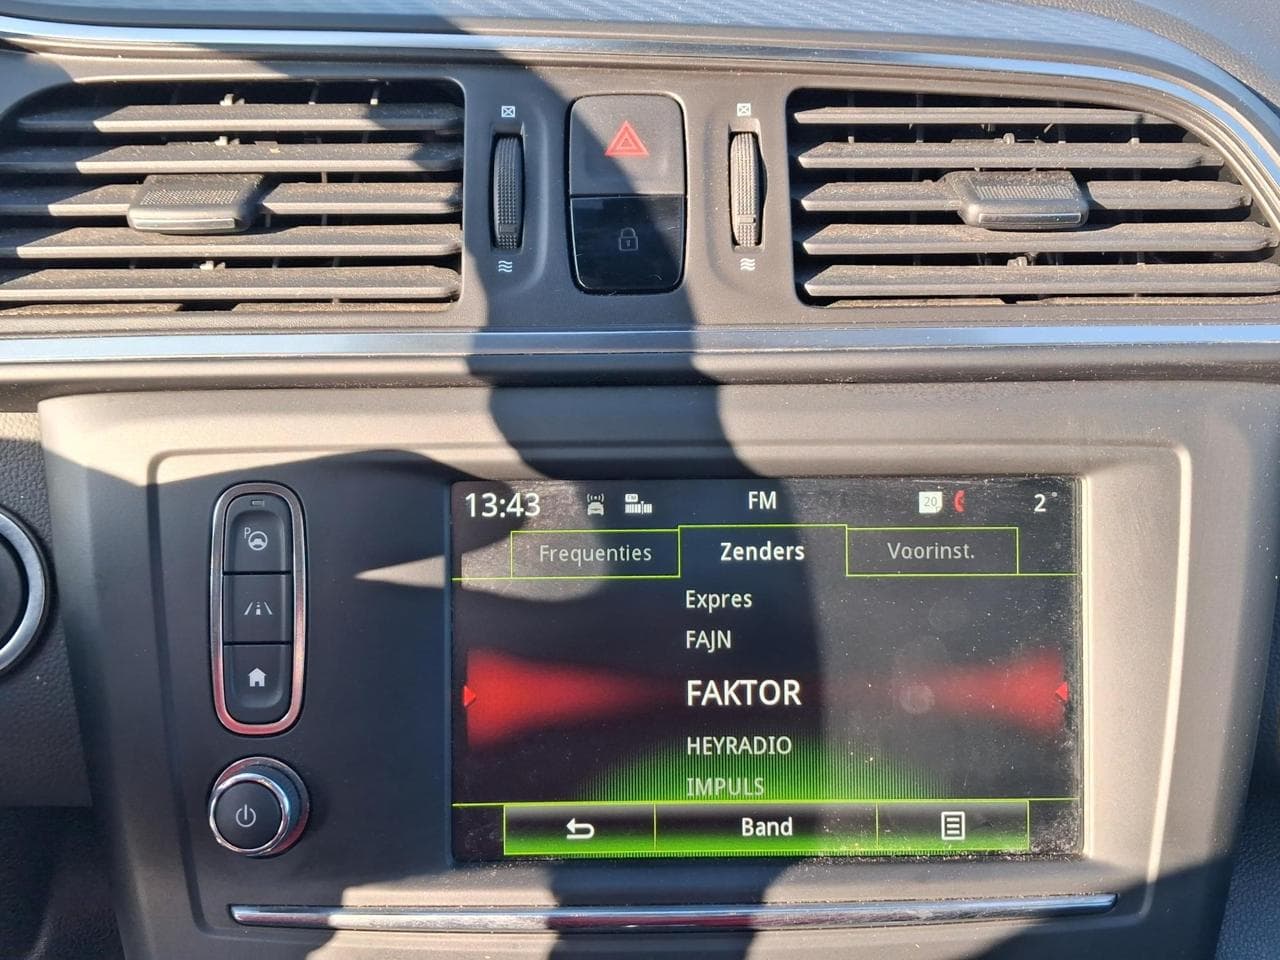 13:43 FM 20 2°
Frequenties Zenders Voorinst.
Expres
FAJN
FAKTOR
HEYRADIO
IMPULS
Band
P